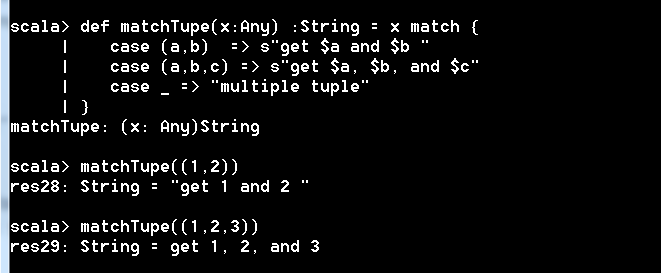 scala> def matchTupe(x:Any) :String = x match {
     |    case (a,b)  => s"get $a and $b "
     |    case (a,b,c) => s"get $a, $b, and $c"
     |    case _ => "multiple tuple"
     | }
matchTupe: (x: Any)String
scala> matchTupe((1,2))
res28: String = "get 1 and 2 "
scala> matchTupe((1,2,3))
res29: String = get 1, 2, and 3